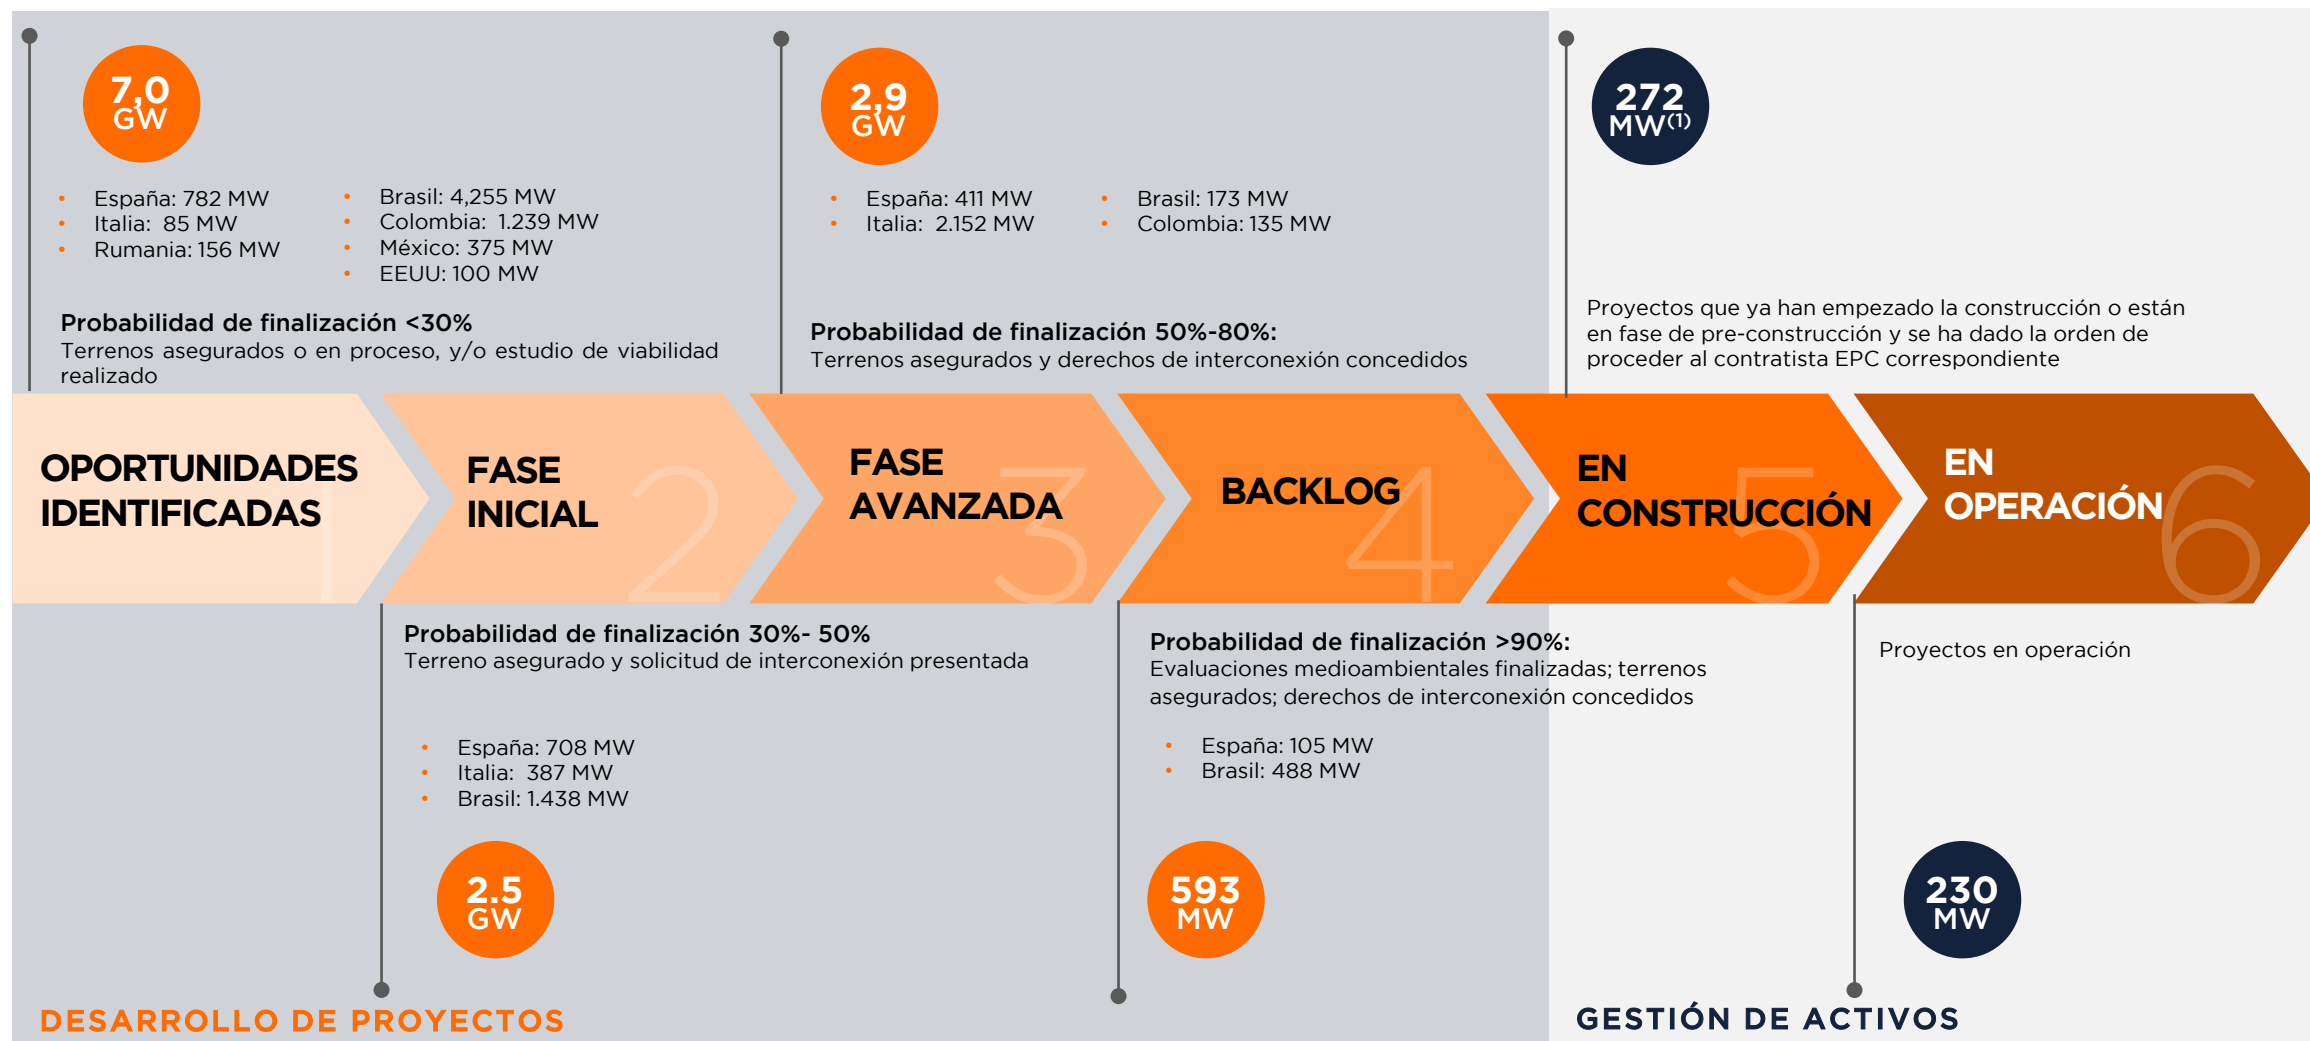 7,0
GW
• España: 782 MW
• Italia: 85 MW
• Rumania: 156 MW
• Brasil: 4,255 MW
• Colombia: 1.239 MW
• México: 375 MW
• EEUU: 100 MW
Probabilidad de finalización <30%
Terrenos asegurados o en proceso, y/o estudio de viabilidad
realizado
2,9
GW
• España: 411 MW
• Italia: 2.152 MW
• Brasil: 173 MW
• Colombia: 135 MW
Probabilidad de finalización 50%-80%:
Terrenos asegurados y derechos de interconexión concedidos
272
MW(1)
Proyectos que ya han empezado la construcción o están
en fase de pre-construcción y se ha dado la orden de
proceder al contratista EPC correspondiente
OPORTUNIDADES
IDENTIFICADAS
1
FASE
INICIAL
2
FASE
AVANZADA
3
BACKLOG
4
EN
CONSTRUCCIÓN
5
EN
OPERACIÓN
6
Probabilidad de finalización 30%- 50%
Terreno asegurado y solicitud de interconexión presentada
• España: 708 MW
• Italia: 387 MW
• Brasil: 1.438 MW
2.5
GW
Probabilidad de finalización >90%:
Evaluaciones medioambientales finalizadas; terrenos
asegurados; derechos de interconexión concedidos
• España: 105 MW
• Brasil: 488 MW
593
MW
Proyectos en operación
230
MW
DESARROLLO DE PROYECTOS
GESTIÓN DE ACTIVOS